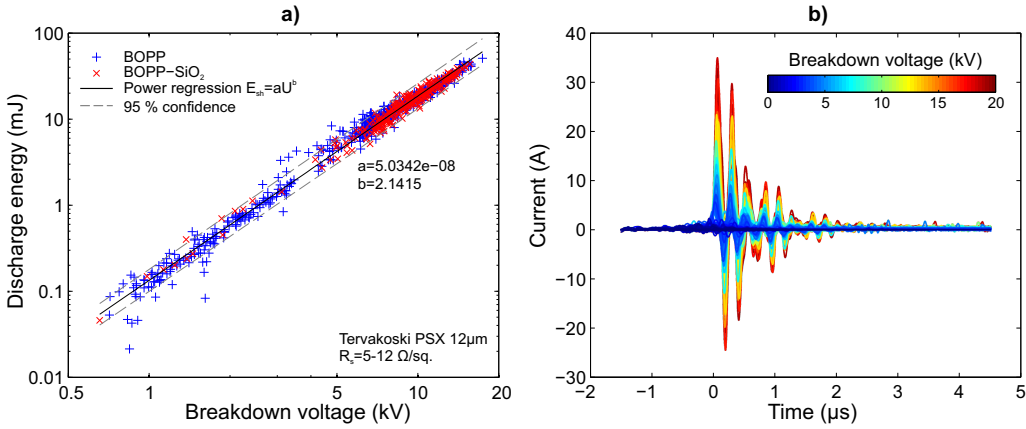 a)
100
10
1
0.1
0.01
0.5
1
5
10
20
Discharge energy (mJ)
Breakdown voltage (kV)
BOPP
BOPP−SiO₂
Power regression Eₛₕ=aUᵇ
95 % confidence
a=5.0342e−08
b=2.1415
Tervakoski PSX 12µm
Rₛ=5-12 Ω/sq.
b)
40
30
20
10
0
−10
−20
−30
−2
−1
0
1
2
3
4
5
Current (A)
Time (µs)
Breakdown voltage (kV)
0
5
10
15
20